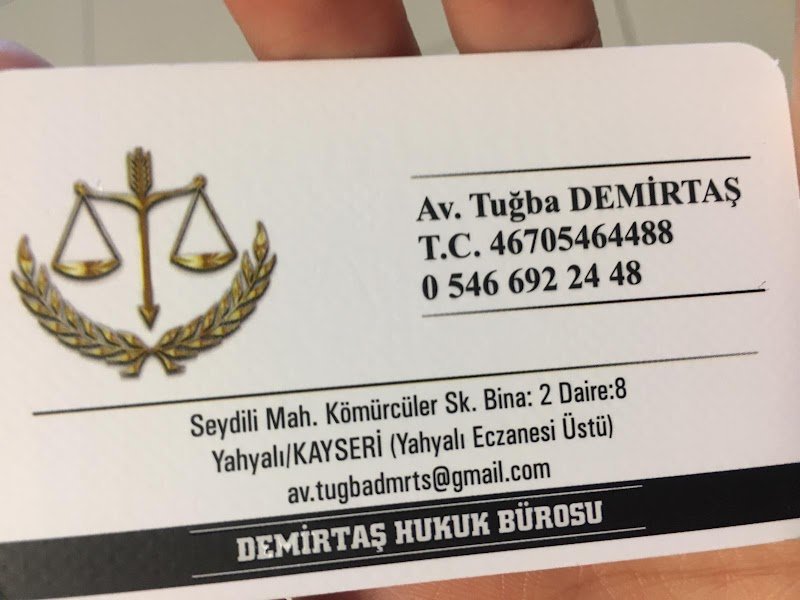 Av. Tuğba DEMİRTAŞ
T.C. 46705464488
0 546 692 24 48
Seydili Mah. Kömürcüler Sk. Bina: 2 Daire:8
Yahyalı/KAYSERİ (Yahyalı Eczanesi Üstü)
av.tugbadmrts@gmail.com
DEMİRTAŞ HUKUK BÜROSU